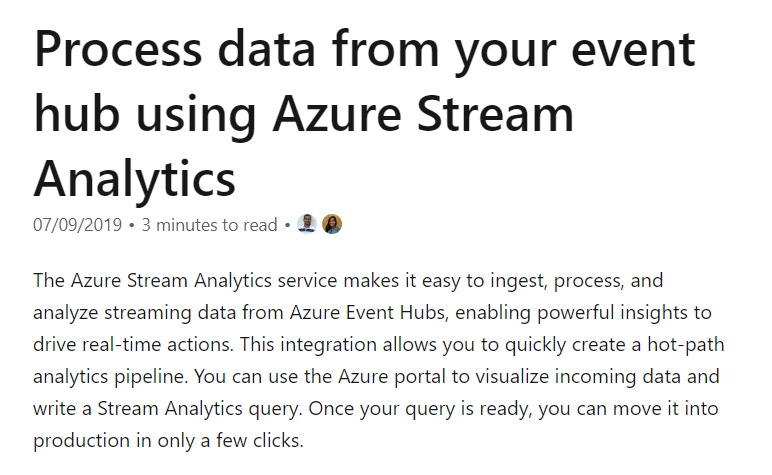 Process data from your event
hub using Azure Stream
Analytics
07/09/2019 • 3 minutes to read •
The Azure Stream Analytics service makes it easy to ingest, process, and
analyze streaming data from Azure Event Hubs, enabling powerful insights to
drive real-time actions. This integration allows you to quickly create a hot-path
analytics pipeline. You can use the Azure portal to visualize incoming data and
write a Stream Analytics query. Once your query is ready, you can move it into
production in only a few clicks.